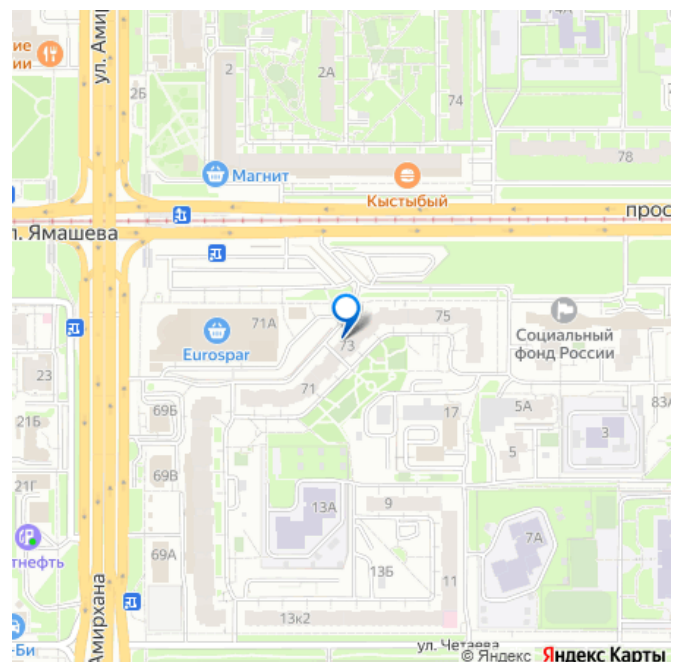 74А
ие
ии
ул. Амир
2
2А
2Б
74
78
Магнит
Кыстыбый
прос
п. Ямашева
71А
75
Eurospar
73
Социальный
фонд России
23
71
69Б
17
5А
83А
21Б
3
5
69В
21Г
13А
9
7А
тнефть
69А
13Б
11
Амирхана
13к2
-Би
ул. Четаева
© Яндекс Яндекс Карты